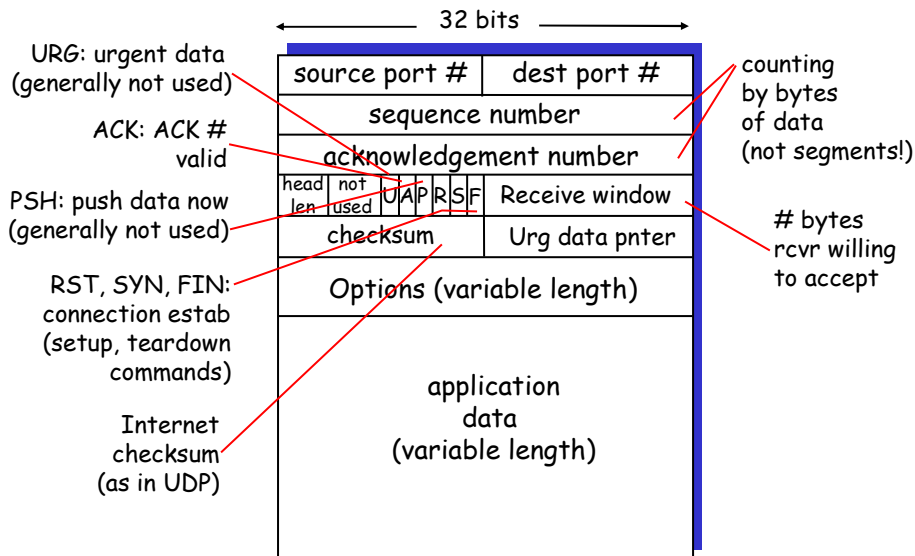 32 bits
URG: urgent data
(generally not used)
ACK: ACK #
valid
PSH: push data now
(generally not used)
RST, SYN, FIN:
connection estab
(setup, teardown
commands)
Internet
checksum
(as in UDP)
source port #
dest port #
sequence number
acknowledgement number
head
len
not
used
U
A
P
R
S
F
Receive window
checksum
Urg data pnter
Options (variable length)
application
data
(variable length)
counting
by bytes
of data
(not segments!)
# bytes
rcvr willing
to accept